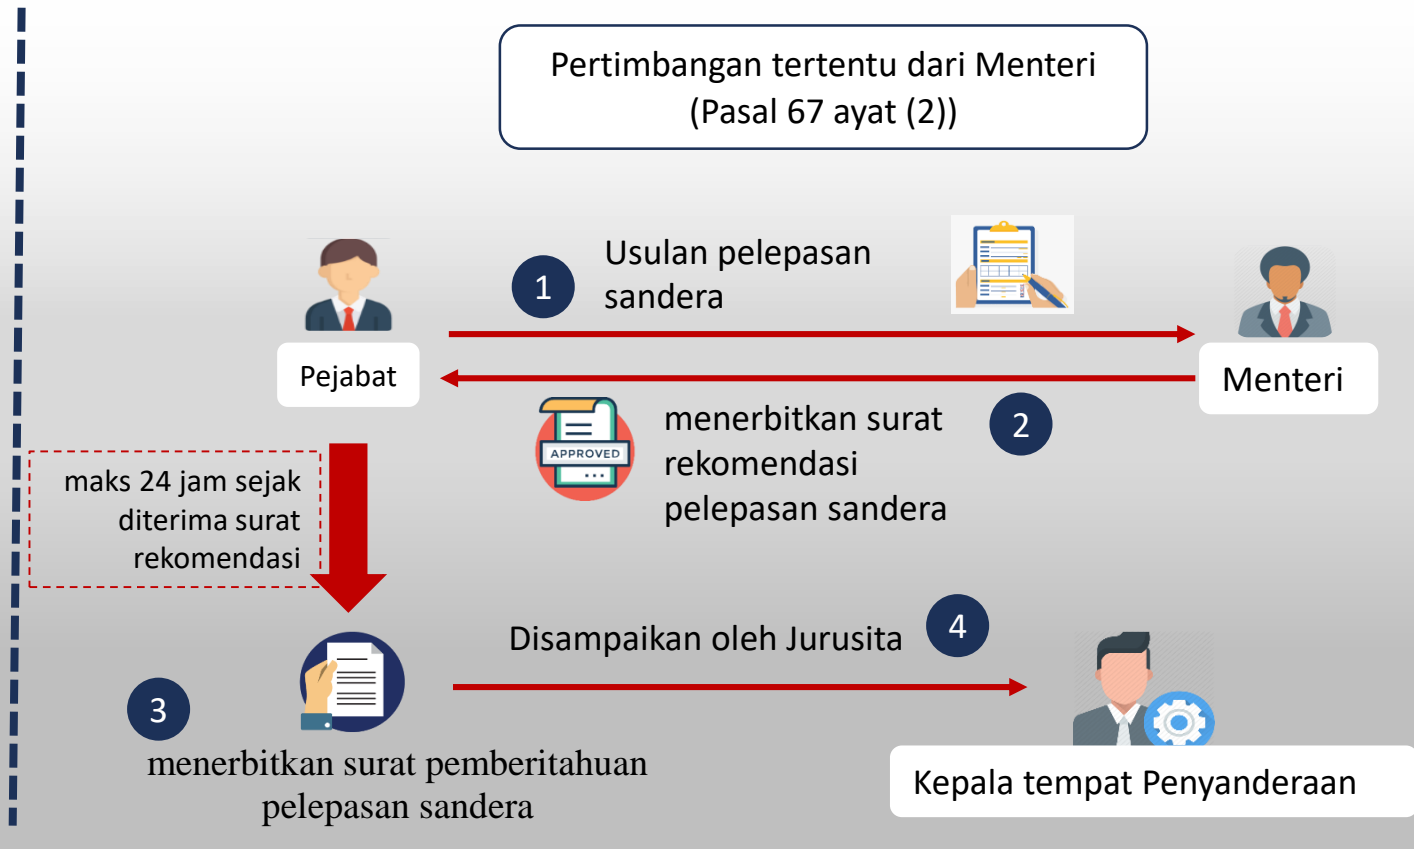 Pertimbangan tertentu dari Menteri
(Pasal 67 ayat (2))
1
Usulan pelepasan
sandera
Pejabat
Menteri
APPROVED
menerbitkan surat
rekomendasi
pelepasan sandera
2
maks 24 jam sejak
diterima surat
rekomendasi
3
menerbitkan surat pemberitahuan
pelepasan sandera
Disampaikan oleh Jurusita
4
Kepala tempat Penyanderaan